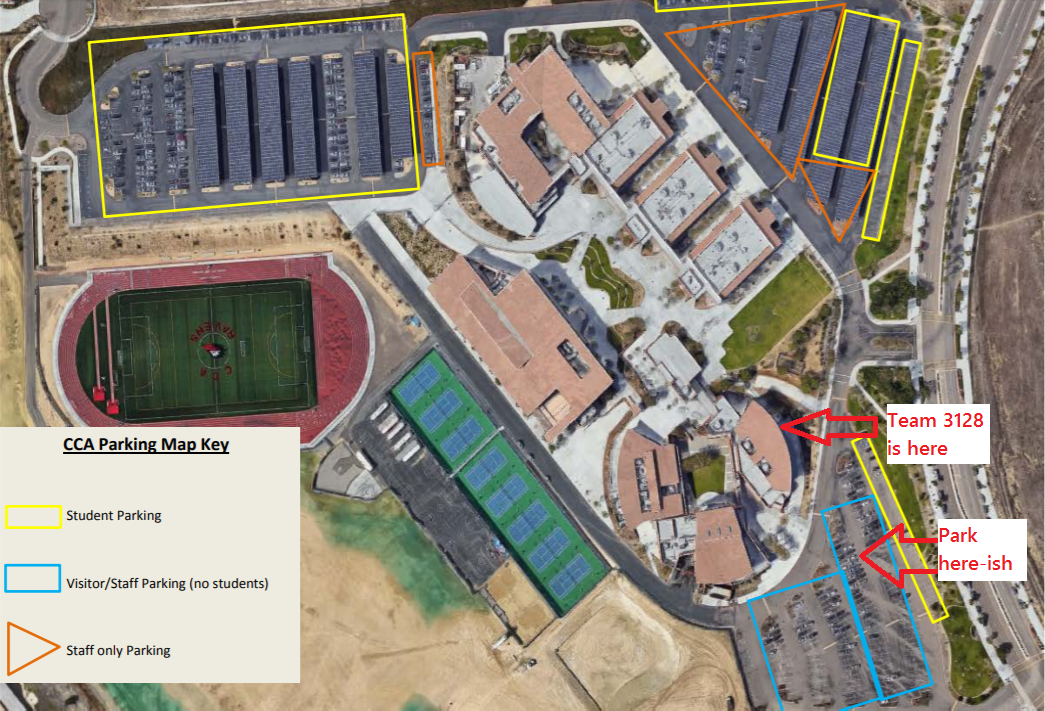 CCA Parking Map Key
Student Parking
Visitor/Staff Parking (no students)
Staff only Parking
Team 3128
is here
Park
here-ish
RAVENS